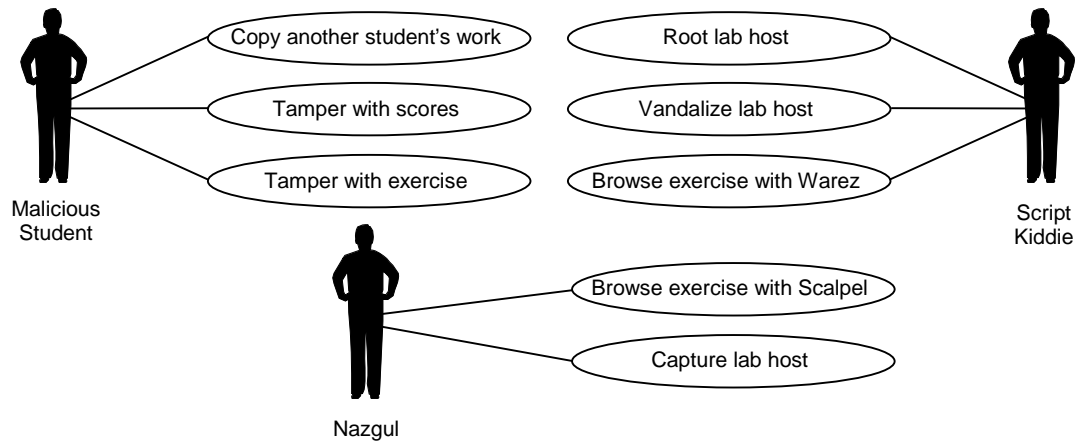 Copy another student's work
Root lab host
Tamper with scores
Vandalize lab host
Tamper with exercise
Browse exercise with Warez
Malicious
Student
Script
Kiddie
Browse exercise with Scalpel
Capture lab host
Nazgul